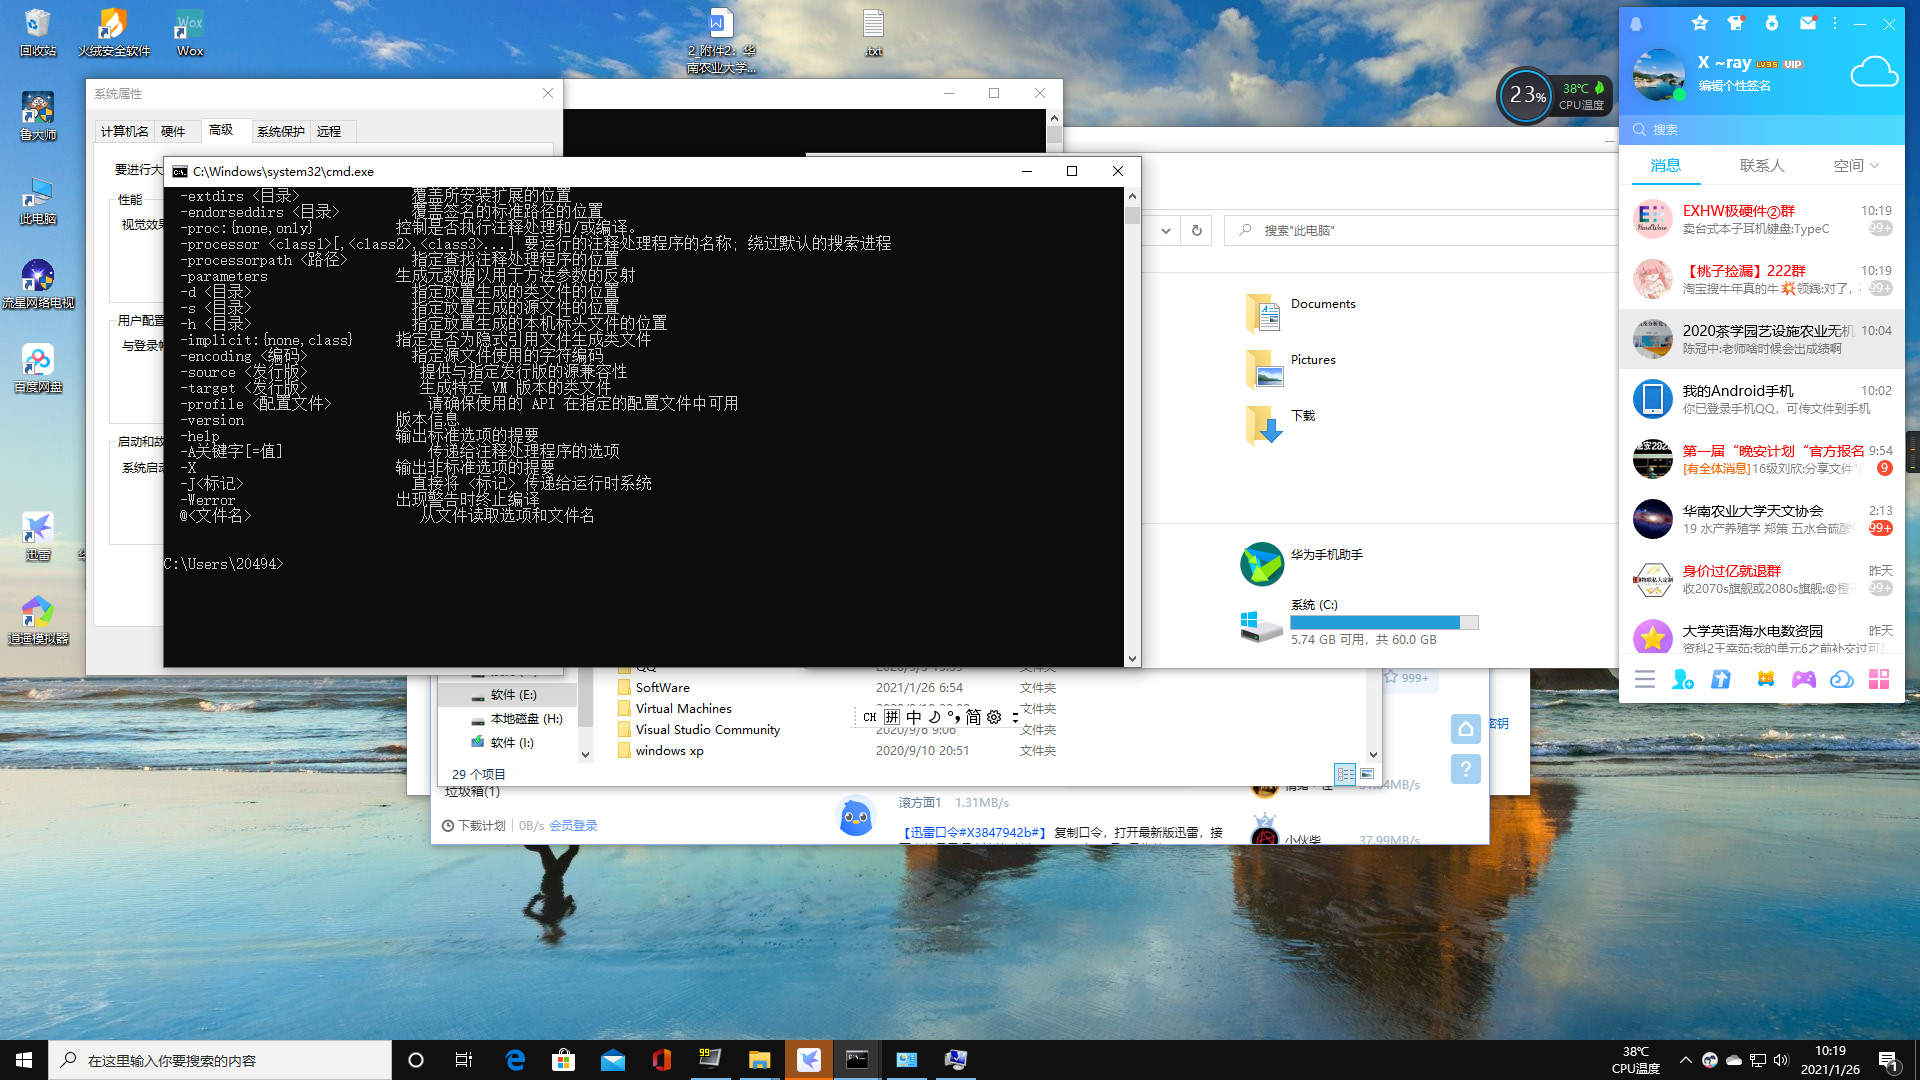 回收站
火绒安全软件
Wox
2_附件2：华
南农业大学...
.txt
鲁大师
此电脑
流星网络电视
百度网盘
迅雷
逍遥模拟器
系统属性
计算机名
硬件
高级
系统保护
远程
要进行大
性能
视觉效果
用户配置
与登录帐
启动和故
系统启动
C:\Windows\system32\cmd.exe
-extdirs <目录> 覆盖所安装扩展的位置
-endorseddirs <目录> 覆盖签名的标准路径的位置
-proc:{none,only} 控制是否执行注释处理和/或编译。
-processor <class1>[,<class2>,<class3>...] 要运行的注释处理程序的名称; 绕过默认的搜索进程
-processorpath <路径> 指定查找注释处理程序的位置
-parameters 生成元数据以用于方法参数的反射
-d <目录> 指定放置生成的类文件的位置
-s <目录> 指定放置生成的源文件的位置
-h <目录> 指定放置生成的本机标头文件的位置
-implicit:{none,class} 指定是否为隐式引用文件生成类文件
-encoding <编码> 指定源文件使用的字符编码
-source <发行版> 提供与指定发行版的源兼容性
-target <发行版> 生成特定 VM 版本的类文件
-profile <配置文件> 请确保使用的 API 在指定的配置文件中可用
-version 版本信息
-help 输出标准选项的提要
-A关键字[=值] 传递给注释处理程序的选项
-X 输出非标准选项的提要
-J<标记> 直接将 <标记> 传递给运行时系统
-Werror 出现警告时终止编译
@<文件名> 从文件读取选项和文件名
C:\Users\20494>
搜索"此电脑"
Documents
Pictures
下载
华为手机助手
系统 (C:)
5.74 GB 可用，共 60.0 GB
软件 (E:)
本地磁盘 (H:)
软件 (I:)
QQ
SoftWare 2021/1/26 6:54 文件夹
Virtual Machines 文件夹
Visual Studio Community 2020/9/6 9:06 文件夹
windows xp 2020/9/10 20:51 文件夹
CH 拼 中 简
29 个项目
垃圾箱(1)
下载计划
0B/s 会员登录
滚方面1 1.31MB/s
【迅雷口令#X3847942b#】 复制口令，打开最新版迅雷，接
小伙柴 37.99MB/s
999+
密钥
23%
38℃
CPU温度
X ~ray LV35 VIP
编辑个性签名
搜索
消息
联系人
空间
EXHW极硬件②群 10:19
卖台式本子耳机键盘:TypeC 99+
【桃子捡漏】222群 10:19
淘宝搜牛年真的牛💥领錢:对了, 99+
2020茶学园艺设施农业无机 10:04
陈冠中:老师啥时候会出成绩啊
我的Android手机 10:02
你已登录手机QQ，可传文件到手机
第一届“晚安计划“官方报名 9:54
[有全体消息]16级刘欣:分享文件" 9
华南农业大学天文协会 2:13
19 水产养殖学 郑策 五水合硫酸 99+
身价过亿就退群 昨天
收2070s旗舰或2080s旗舰:@橙 99+
大学英语海水电数资园 昨天
资科2王幸茹:我的单元6之前补交过可
在这里输入你要搜索的内容
99
38℃
CPU温度
10:19
2021/1/26
1